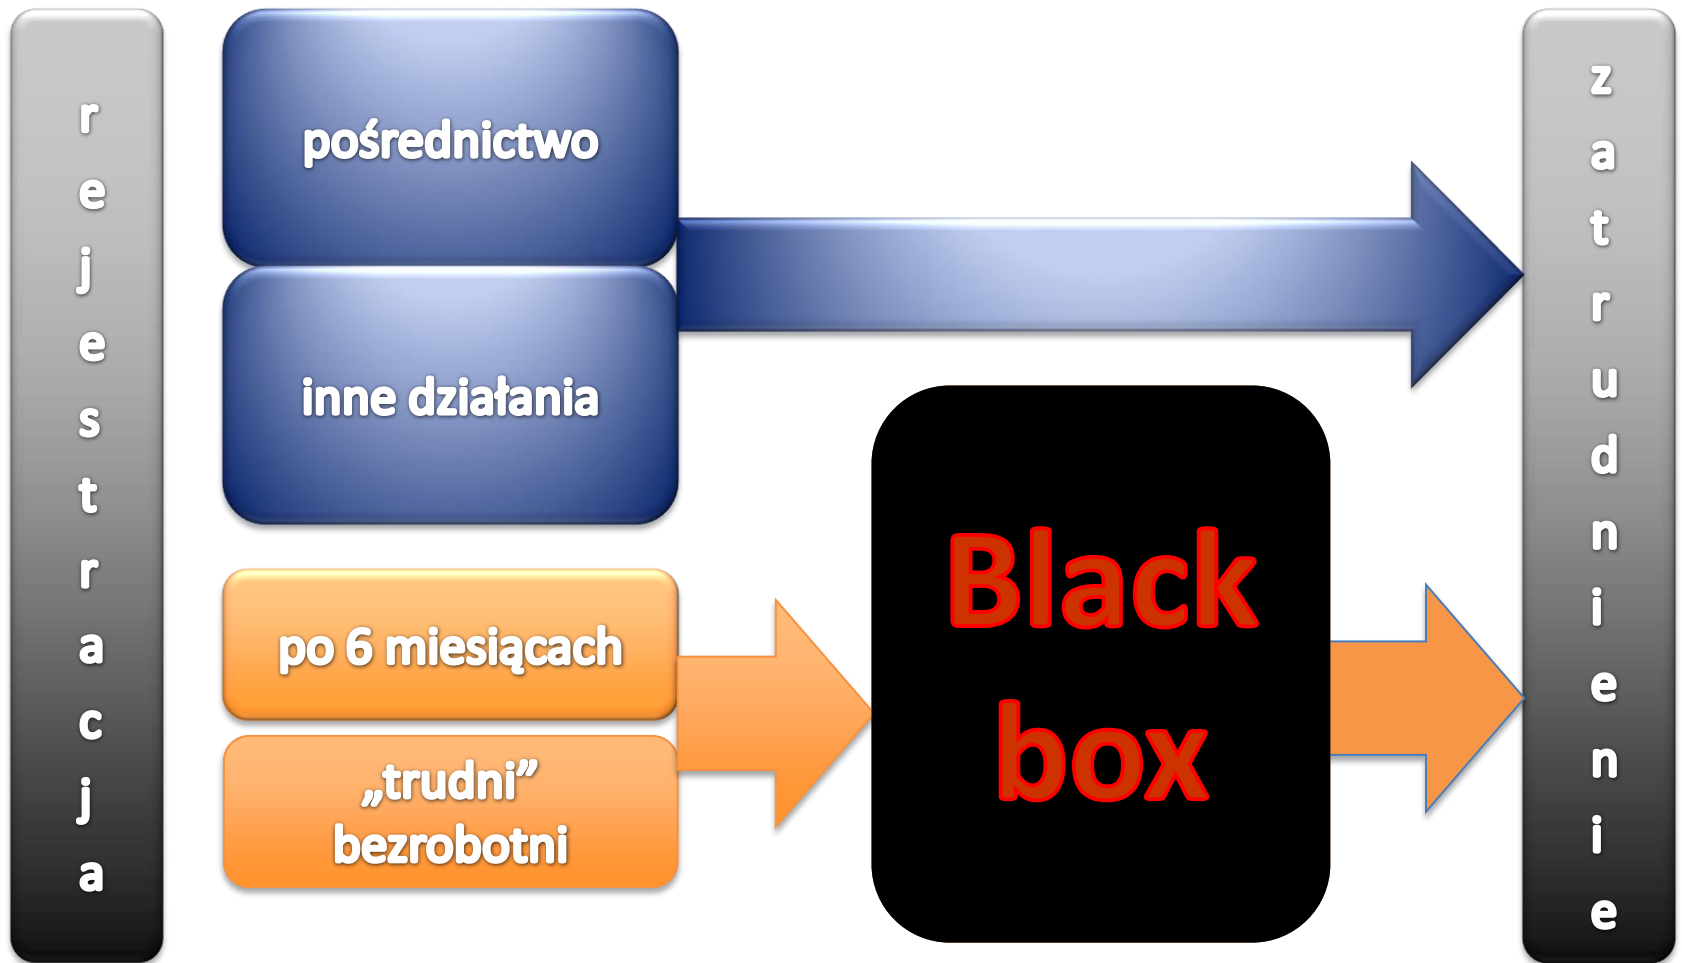 rejestracja
pośrednictwo
inne działania
po 6 miesiącach
„trudni”
bezrobotni
Black
box
zatrudnienie